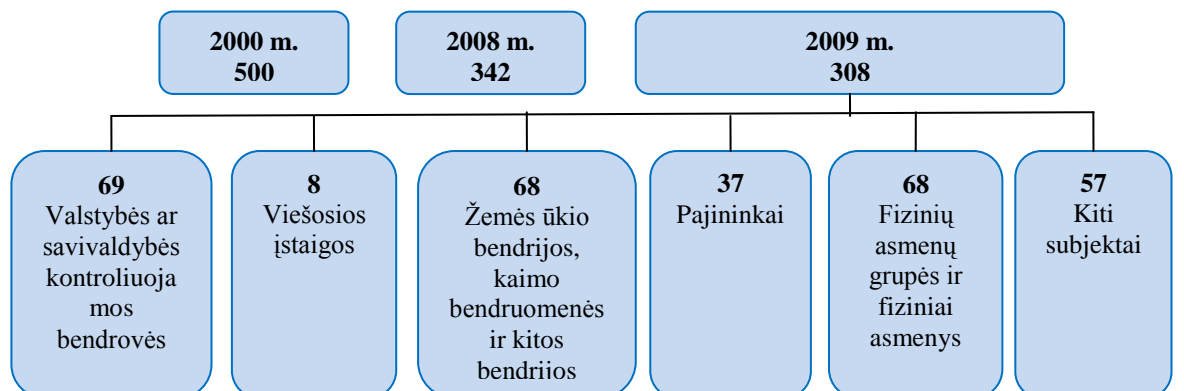 2000 m.
500
2008 m.
342
2009 m.
308
69
Valstybės ar
savivaldybės
kontroliuoja
mos
bendrovės
8
Viešosios
įstaigos
68
Žemės ūkio
bendrijos,
kaimo
bendruomenės
ir kitos
bendrijos
37
Pajininkai
68
Fizinių
asmenų
grupės ir
fiziniai
asmenys
57
Kiti
subjektai